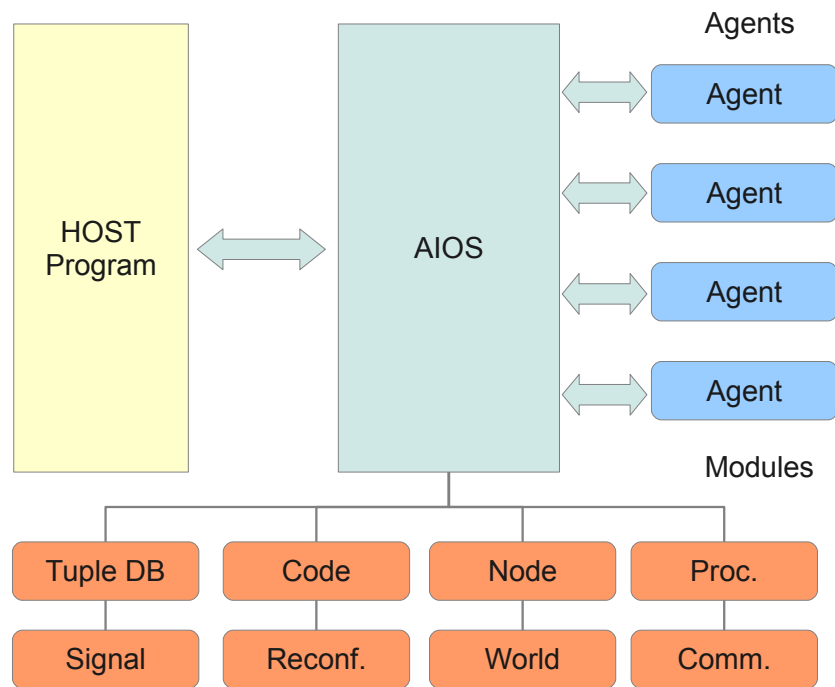 Agents
Agent
HOST
Program
AIOS
Agent
Agent
Agent
Modules
Tuple DB
Code
Node
Proc.
Signal
Reconf.
World
Comm.